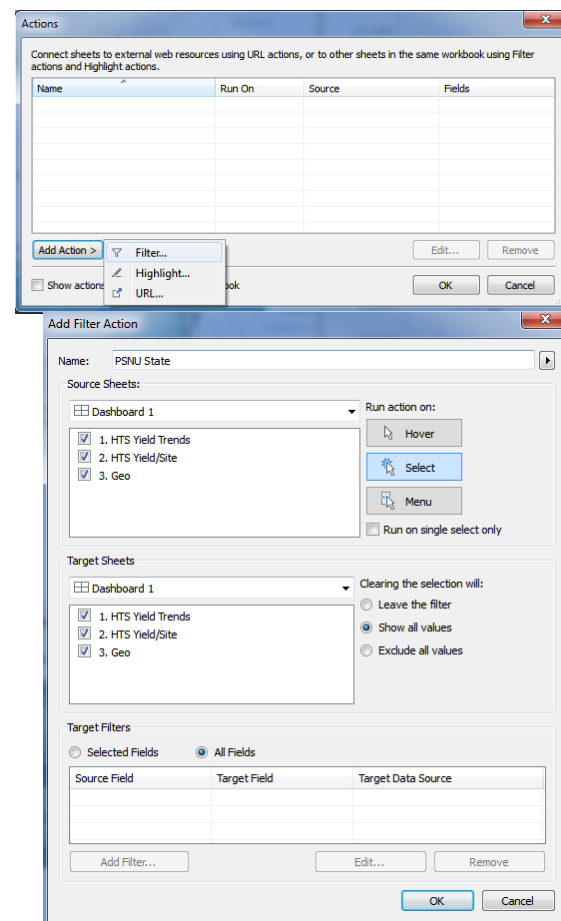 Actions
Connect sheets to external web resources using URL actions, or to other sheets in the same workbook using Filter
actions and Highlight actions.
Name Run On Source Fields
Add Action > Filter... Edit... Remove
Highlight...
Show actions ook OK Cancel
URL...
Add Filter Action
Name: PSNU State
Source Sheets:
Dashboard 1 Run action on:
1. HTS Yield Trends Hover
2. HTS Yield/Site
3. Geo Select
Menu
Run on single select only
Target Sheets
Dashboard 1 Clearing the selection will:
1. HTS Yield Trends Leave the filter
2. HTS Yield/Site Show all values
3. Geo Exclude all values
Target Filters
Selected Fields All Fields
Source Field Target Field Target Data Source
Add Filter... Edit... Remove
OK Cancel